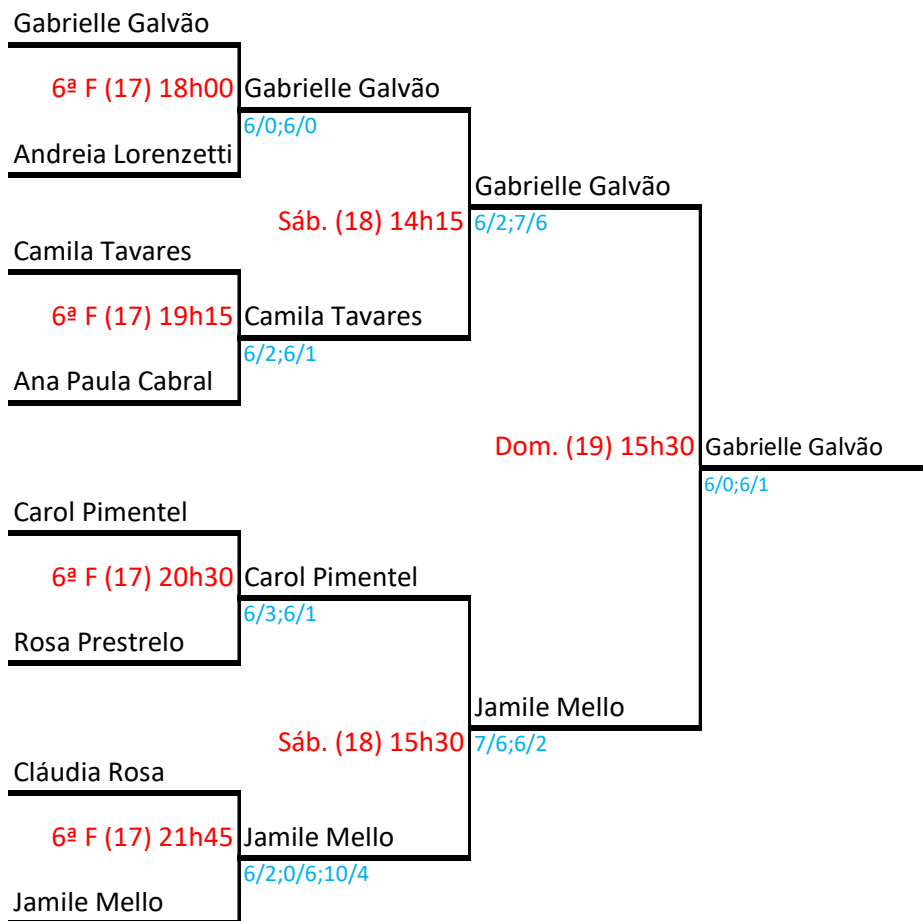 Gabrielle Galvão
6ª F (17) 18h00 Gabrielle Galvão
6/0;6/0
Andreia Lorenzetti
Gabrielle Galvão
Sáb. (18) 14h15 6/2;7/6
Camila Tavares
6ª F (17) 19h15 Camila Tavares
6/2;6/1
Ana Paula Cabral
Dom. (19) 15h30 Gabrielle Galvão
6/0;6/1
Carol Pimentel
6ª F (17) 20h30 Carol Pimentel
6/3;6/1
Rosa Prestrelo
Jamile Mello
Sáb. (18) 15h30 7/6;6/2
Cláudia Rosa
6ª F (17) 21h45 Jamile Mello
6/2;0/6;10/4
Jamile Mello